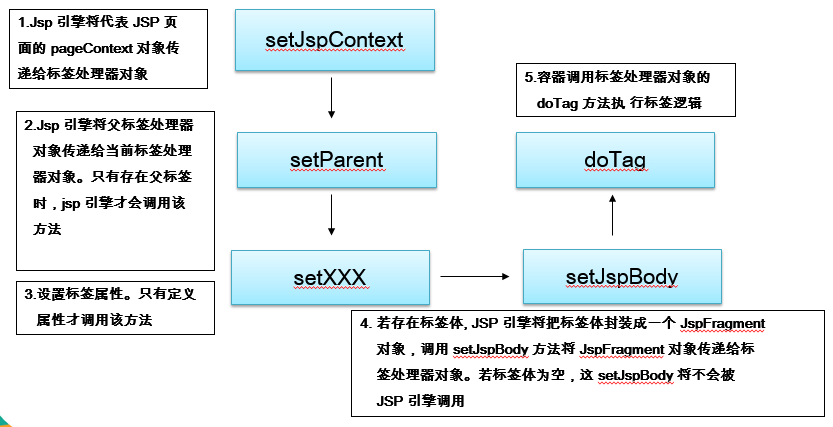 1.Jsp 引擎将代表 JSP 页
面的 pageContext 对象传
递给标签处理器对象
setJspContext
2.Jsp 引擎将父标签处理器
对象传递给当前标签处理
器对象。只有存在父标签
时，jsp 引擎才会调用该
方法
setParent
3.设置标签属性。只有定义
属性才调用该方法
setXXX
setJspBody
4. 若存在标签体, JSP 引擎将把标签体封装成一个 JspFragment
对象，调用 setJspBody 方法将 JspFragment 对象传递给标
签处理器对象。若标签体为空，这 setJspBody 将不会被
JSP 引擎调用
5.容器调用标签处理器对象的
doTag 方法执 行标签逻辑
doTag